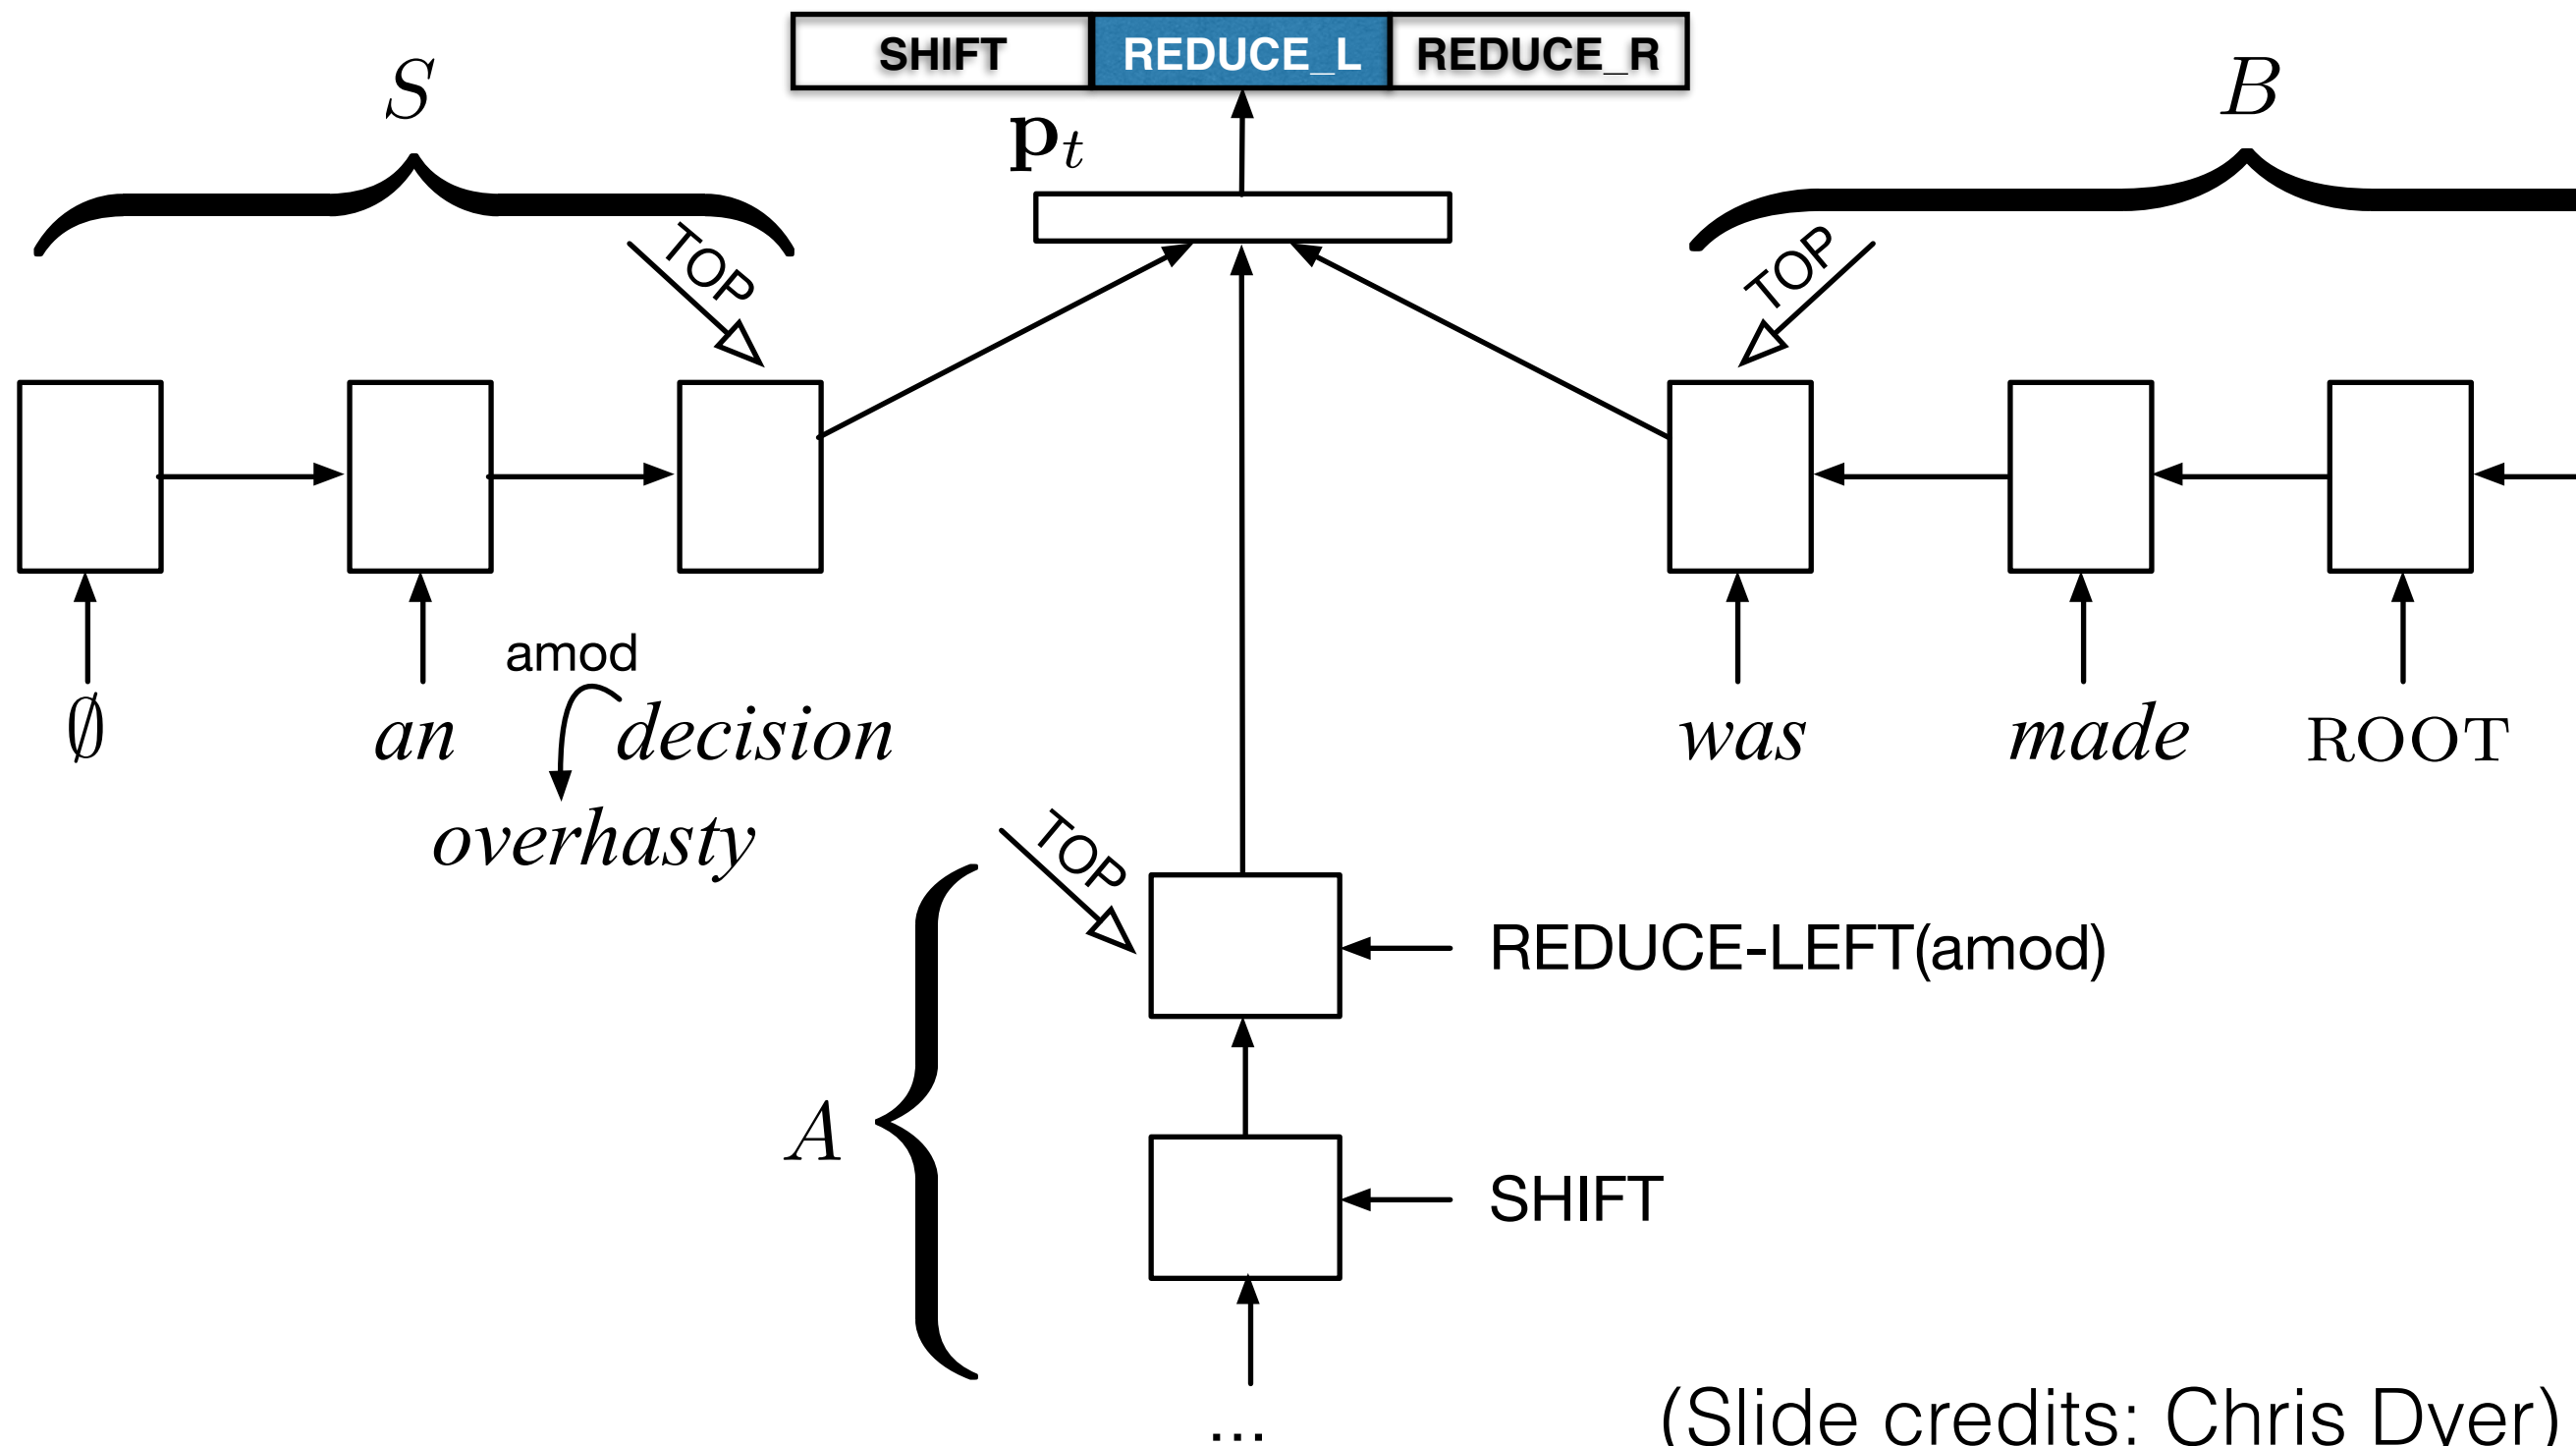 SHIFT REDUCE_L REDUCE_R
S
B
p_t
TOP
TOP
amod
∅ an decision was made ROOT
overhasty
TOP
REDUCE-LEFT(amod)
A
SHIFT
...
(Slide credits: Chris Dyer)